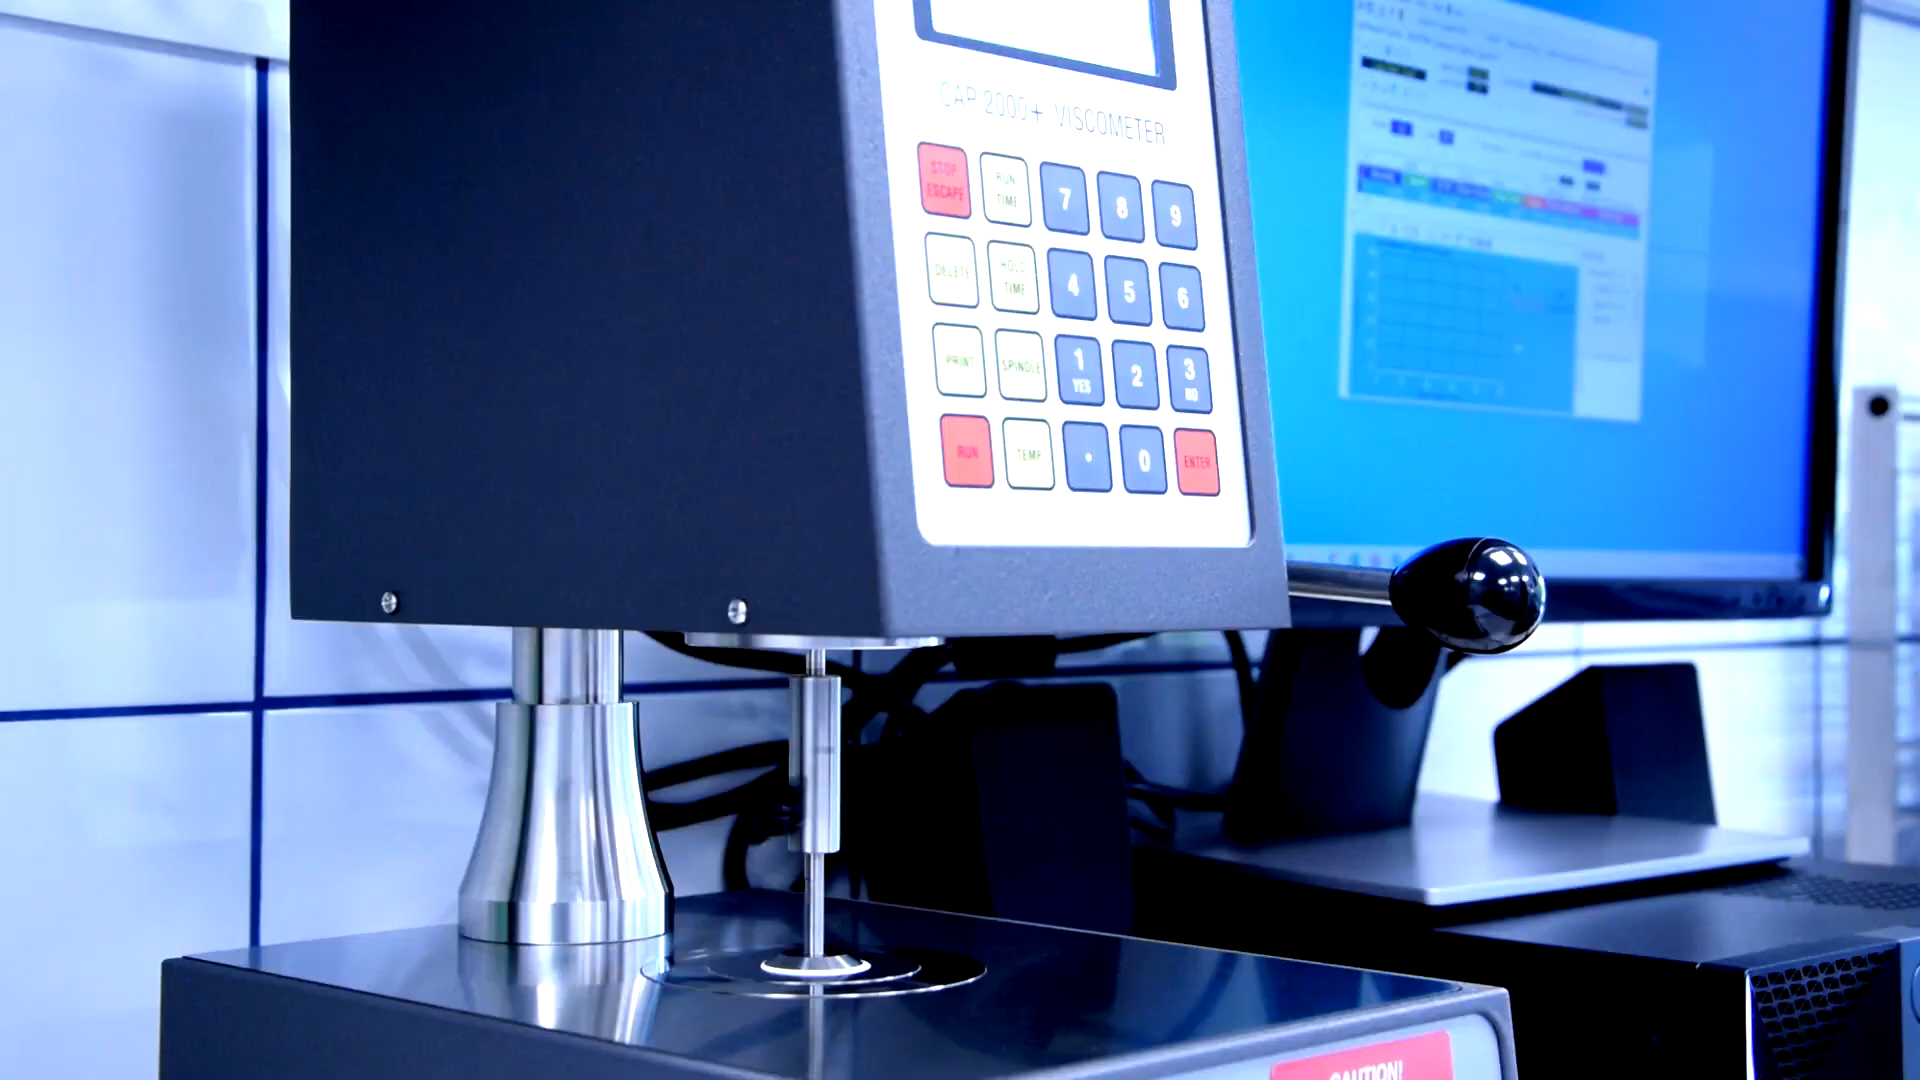 CAP 2000+ VISCOMETER
STOP
ESCAPE
RUN
TIME
7
8
9
DELETE
HOLD
TIME
4
5
6
PRINT
SPINDLE
1
YES
2
3
NO
RUN
TEMP
.
0
ENTER
CAUTION!